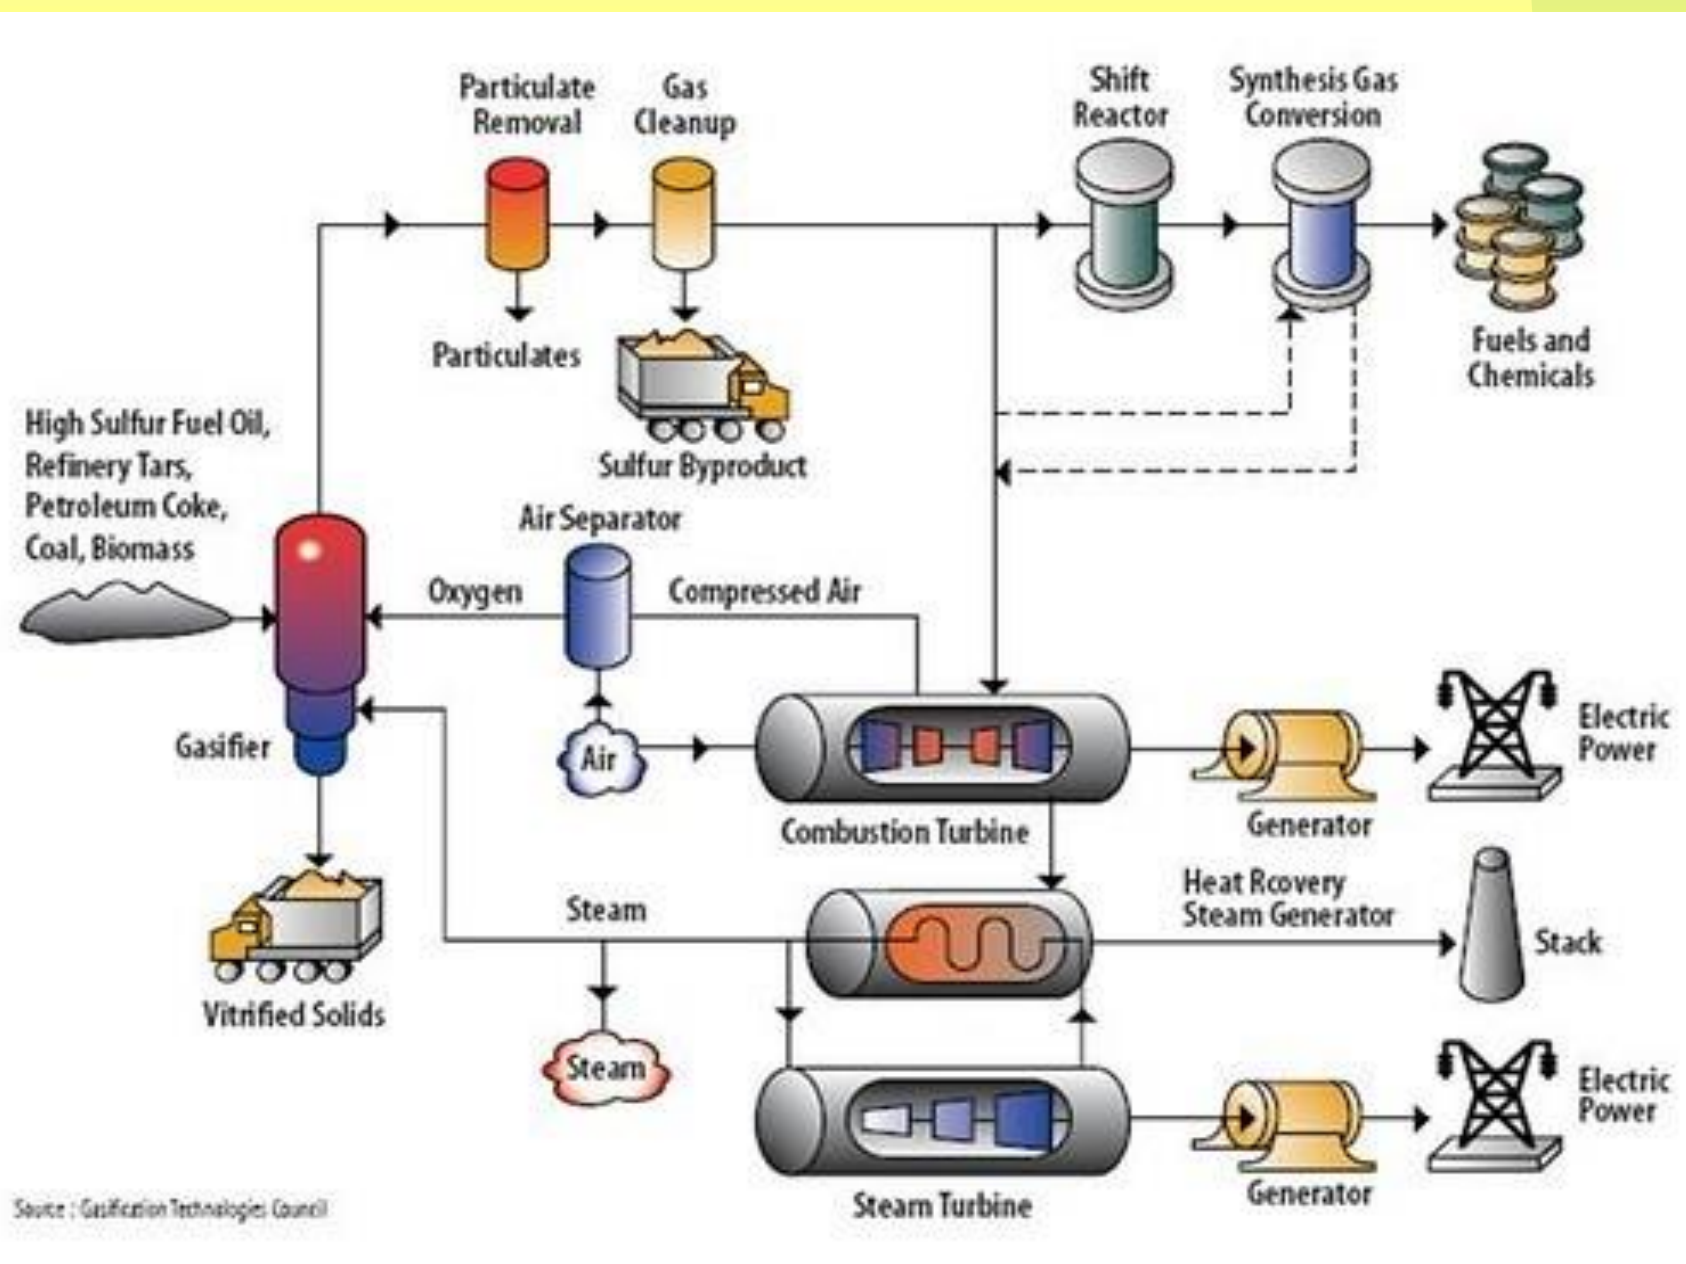 Particulate
Removal
Gas
Cleanup
Shift
Reactor
Synthesis Gas
Conversion
Particulates
Fuels and
Chemicals
High Sulfur Fuel Oil,
Refinery Tars,
Petroleum Coke,
Coal, Biomass
Sulfur Byproduct
Air Separator
Oxygen
Compressed Air
Gasifier
Air
Electric
Power
Combustion Turbine
Generator
Heat Rcovery
Steam Generator
Steam
Stack
Vitrified Solids
Steam
Electric
Power
Steam Turbine
Generator
Source : Gasification Technologies Council